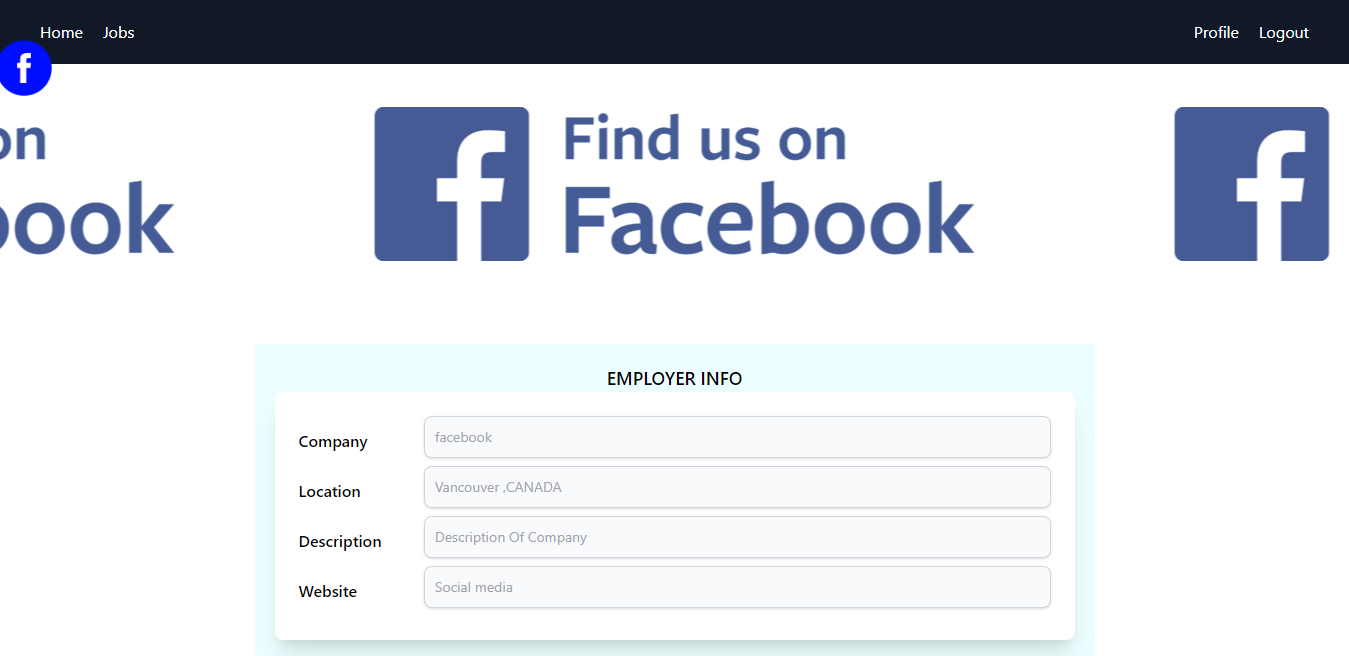 Home Jobs Profile Logout
on Find us on
book Facebook
EMPLOYER INFO
Company facebook
Location Vancouver ,CANADA
Description Description Of Company
Website Social media